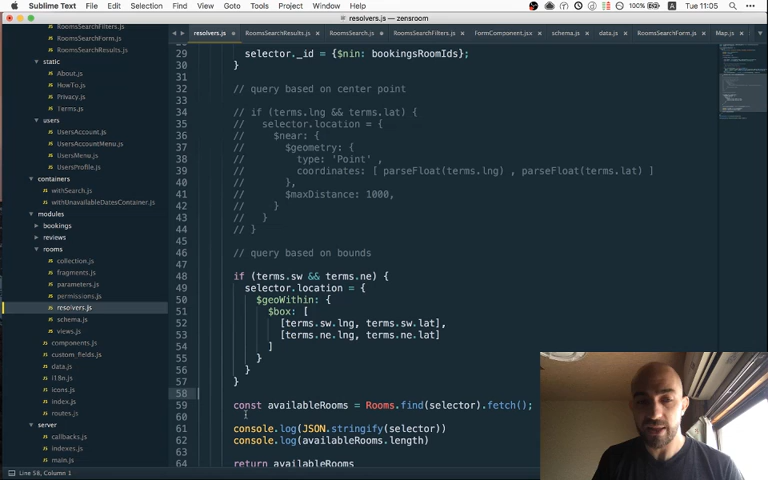 Sublime Text File Edit Selection Find View Goto Tools Project Window Help 100% A Tue 11:05
resolvers.js — zensroom
RoomsSearchFilters.js
RoomsSearchForm.js
RoomsSearchResults.js
static
About.js
HowTo.js
Privacy.js
Terms.js
users
UsersAccount.js
UsersAccountMenu.js
UsersMenu.js
UsersProfile.js
containers
withSearch.js
withUnavailableDatesContainer.js
modules
bookings
reviews
rooms
collection.js
fragments.js
parameters.js
permissions.js
resolvers.js
schema.js
views.js
components.js
custom_fields.js
data.js
i18n.js
icons.js
index.js
routes.js
server
callbacks.js
indexes.js
main.js
resolvers.js RoomsSearchResults.js RoomsSearch.js RoomsSearchFilters.js FormComponent.jsx schema.js data.js RoomsSearchForm.js Map.js
29 selector._id = {$nin: bookingsRoomIds};
30 }
31
32 // query based on center point
33
34 // if (terms.lng && terms.lat) {
35 // selector.location = {
36 // $near: {
37 // $geometry: {
38 // type: 'Point' ,
39 // coordinates: [ parseFloat(terms.lng) , parseFloat(terms.lat) ]
40 // },
41 // $maxDistance: 1000,
42 // }
43 // }
44 // }
45
46 // query based on bounds
47
48 if (terms.sw && terms.ne) {
49 selector.location = {
50 $geoWithin: {
51 $box: [
52 [terms.sw.lng, terms.sw.lat],
53 [terms.ne.lng, terms.ne.lat]
54 ]
55 }
56 }
57 }
58
59 const availableRooms = Rooms.find(selector).fetch();
60
61 console.log(JSON.stringify(selector))
62 console.log(availableRooms.length)
63
64 return availableRooms
Line 58, Column 1